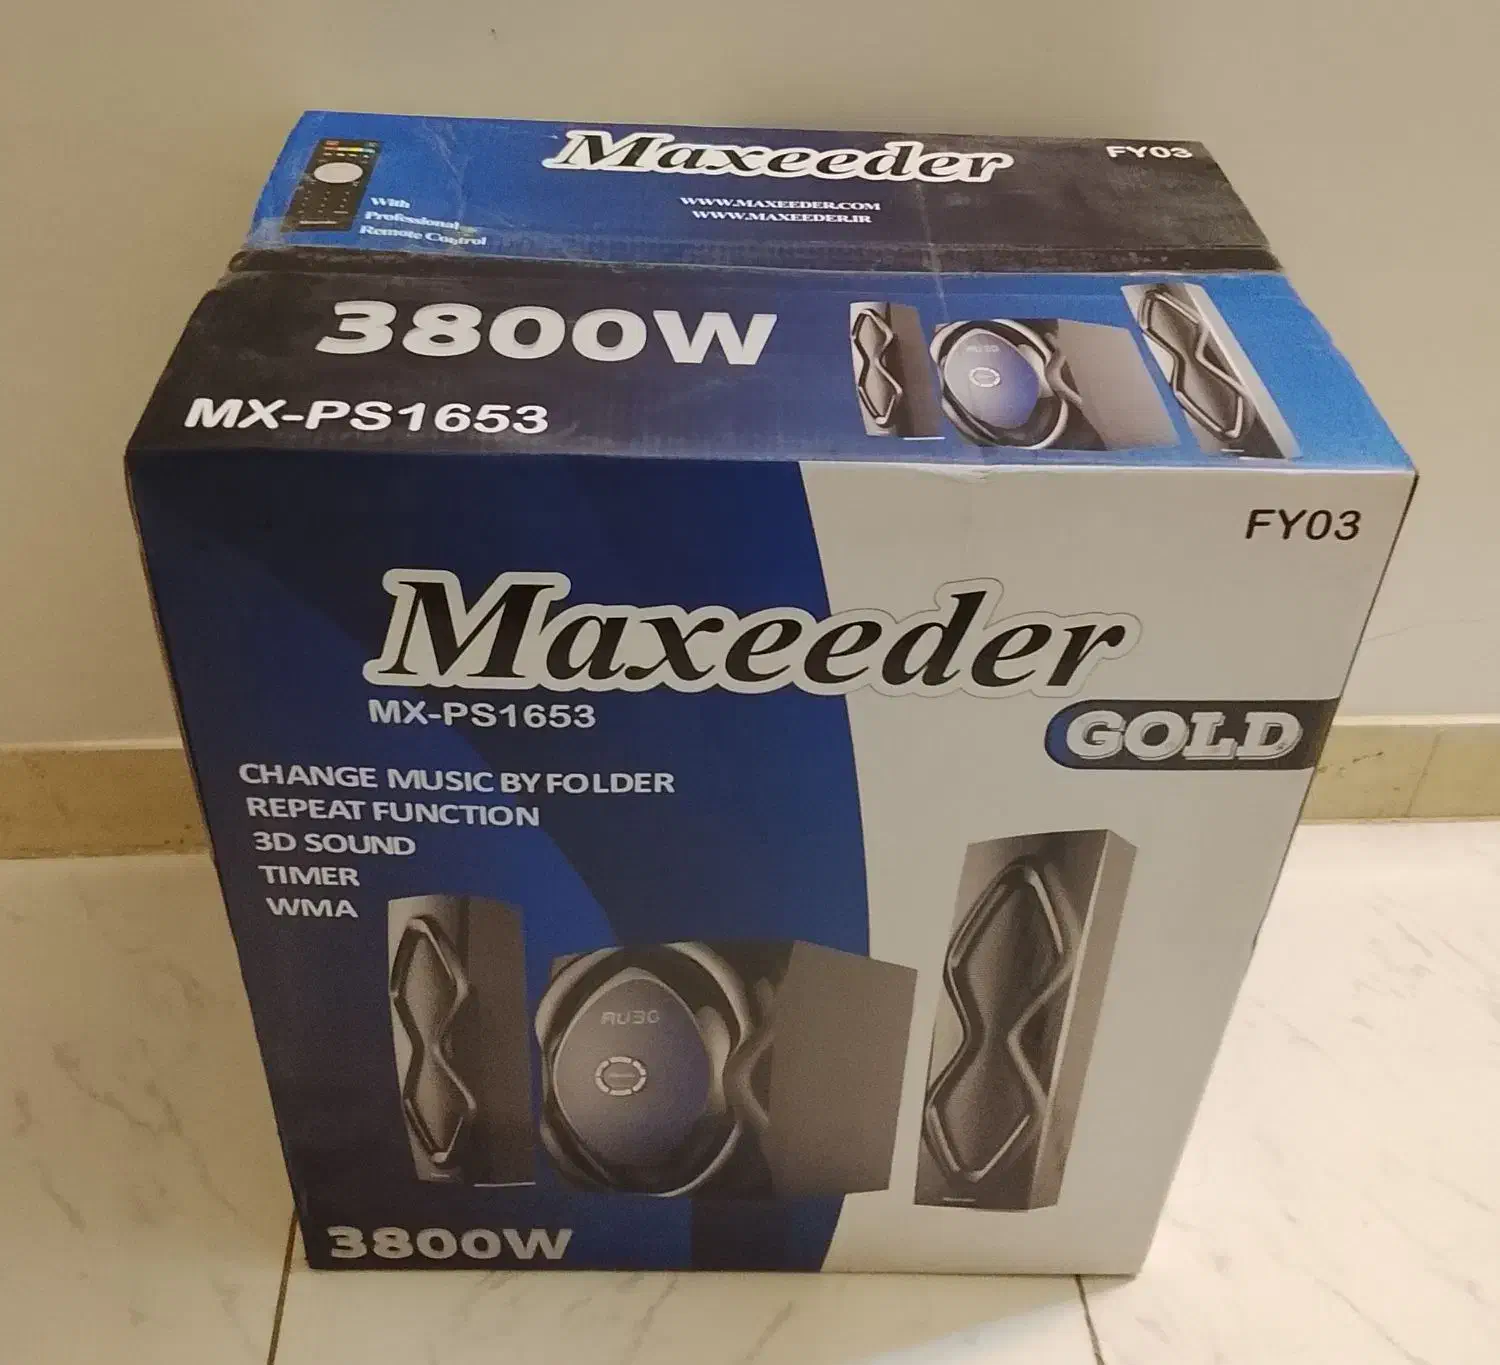 Maxeeder
FY03
With
Professional
Remote Control
WWW.MAXEEDER.COM
WWW.MAXEEDER.IR
3800W
MX-PS1653
FY03
Maxeeder
MX-PS1653
GOLD
CHANGE MUSIC BY FOLDER
REPEAT FUNCTION
3D SOUND
TIMER
WMA
3800W